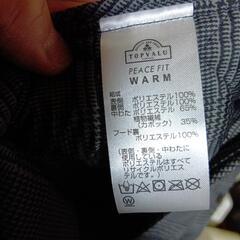 TOPVALU
PEACE FIT
WARM
組成
表側 ポリエステル100%
裏側 ポリエステル100%
中わた ポリエステル 65%
植物繊維
(カポック) 35%
フード裏
ポリエステル100%
(表側・裏側・中わたに
使用している
ポリエステルはすべて
リサイクルポリエステル
)
W